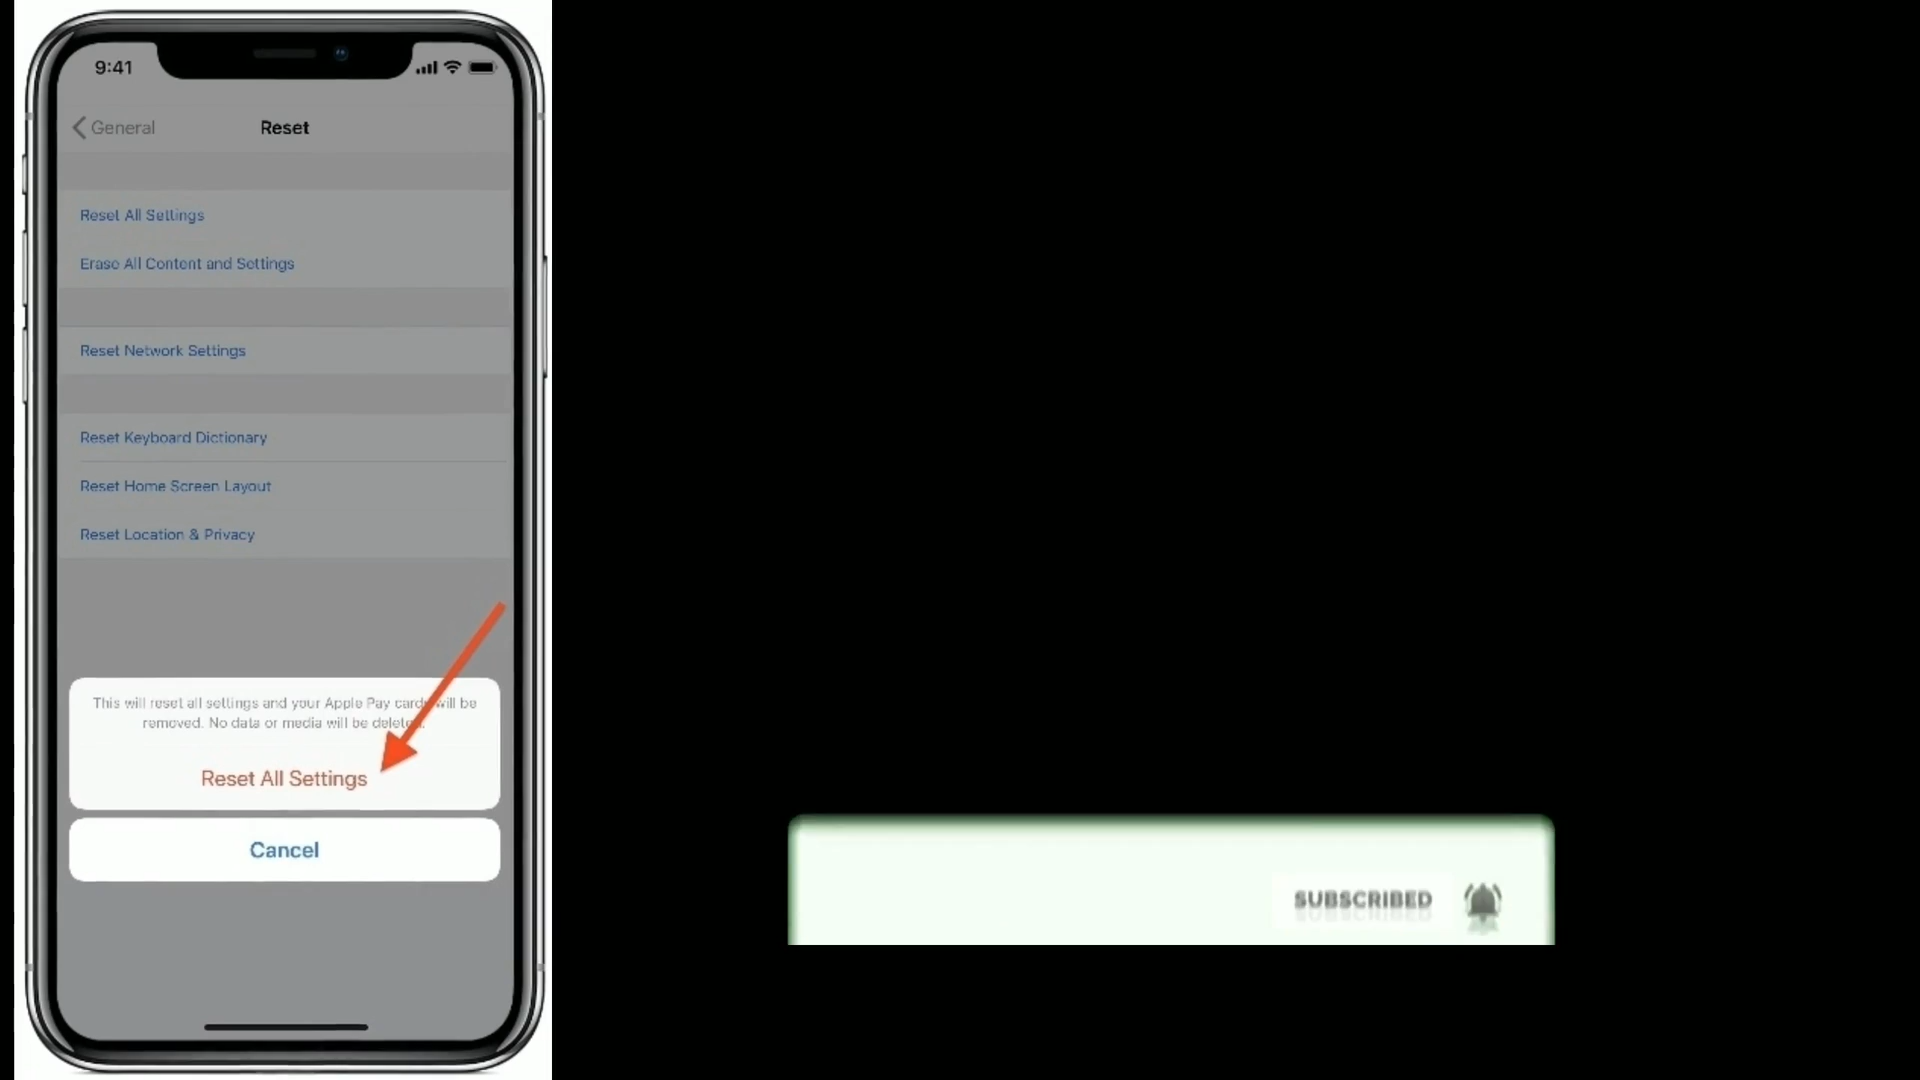 9:41
General
Reset
Reset All Settings
Erase All Content and Settings
Reset Network Settings
Reset Keyboard Dictionary
Reset Home Screen Layout
Reset Location & Privacy
This will reset all settings and your Apple Pay cards will be
removed. No data or media will be deleted.
Reset All Settings
Cancel
SUBSCRIBED